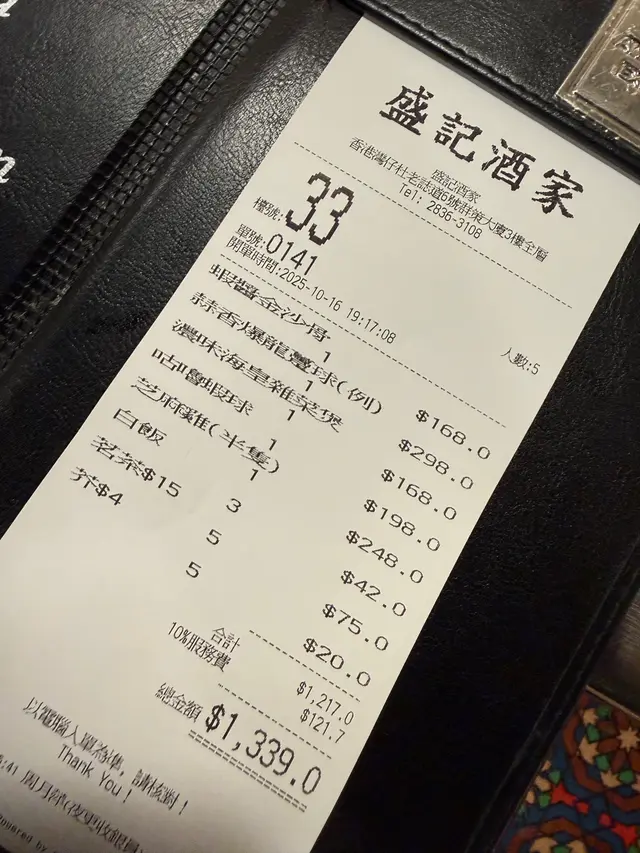 盛記酒家
盛記酒家
香港灣仔杜老誌道6號群策大廈3樓全層
Tel: 2836-3108
檯號:33
單號:0141
開單時間:2025-10-16 19:17:08
人數:5
蝦醬金沙骨 1 $168.0
蒜香爆龍躉球(例) 1 $298.0
濃味海皇雜菜煲 1 $168.0
咕嚕蝦球 1 $198.0
芝麻雞(半隻) 1 $248.0
白飯 3 $42.0
茗茶$15 5 $75.0
芥$4 5 $20.0
合計 $1,217.0
10%服務費 $121.7
總金額 $1,339.0
以電腦入單為準，請核對！
Thank You！
:41
Powered by